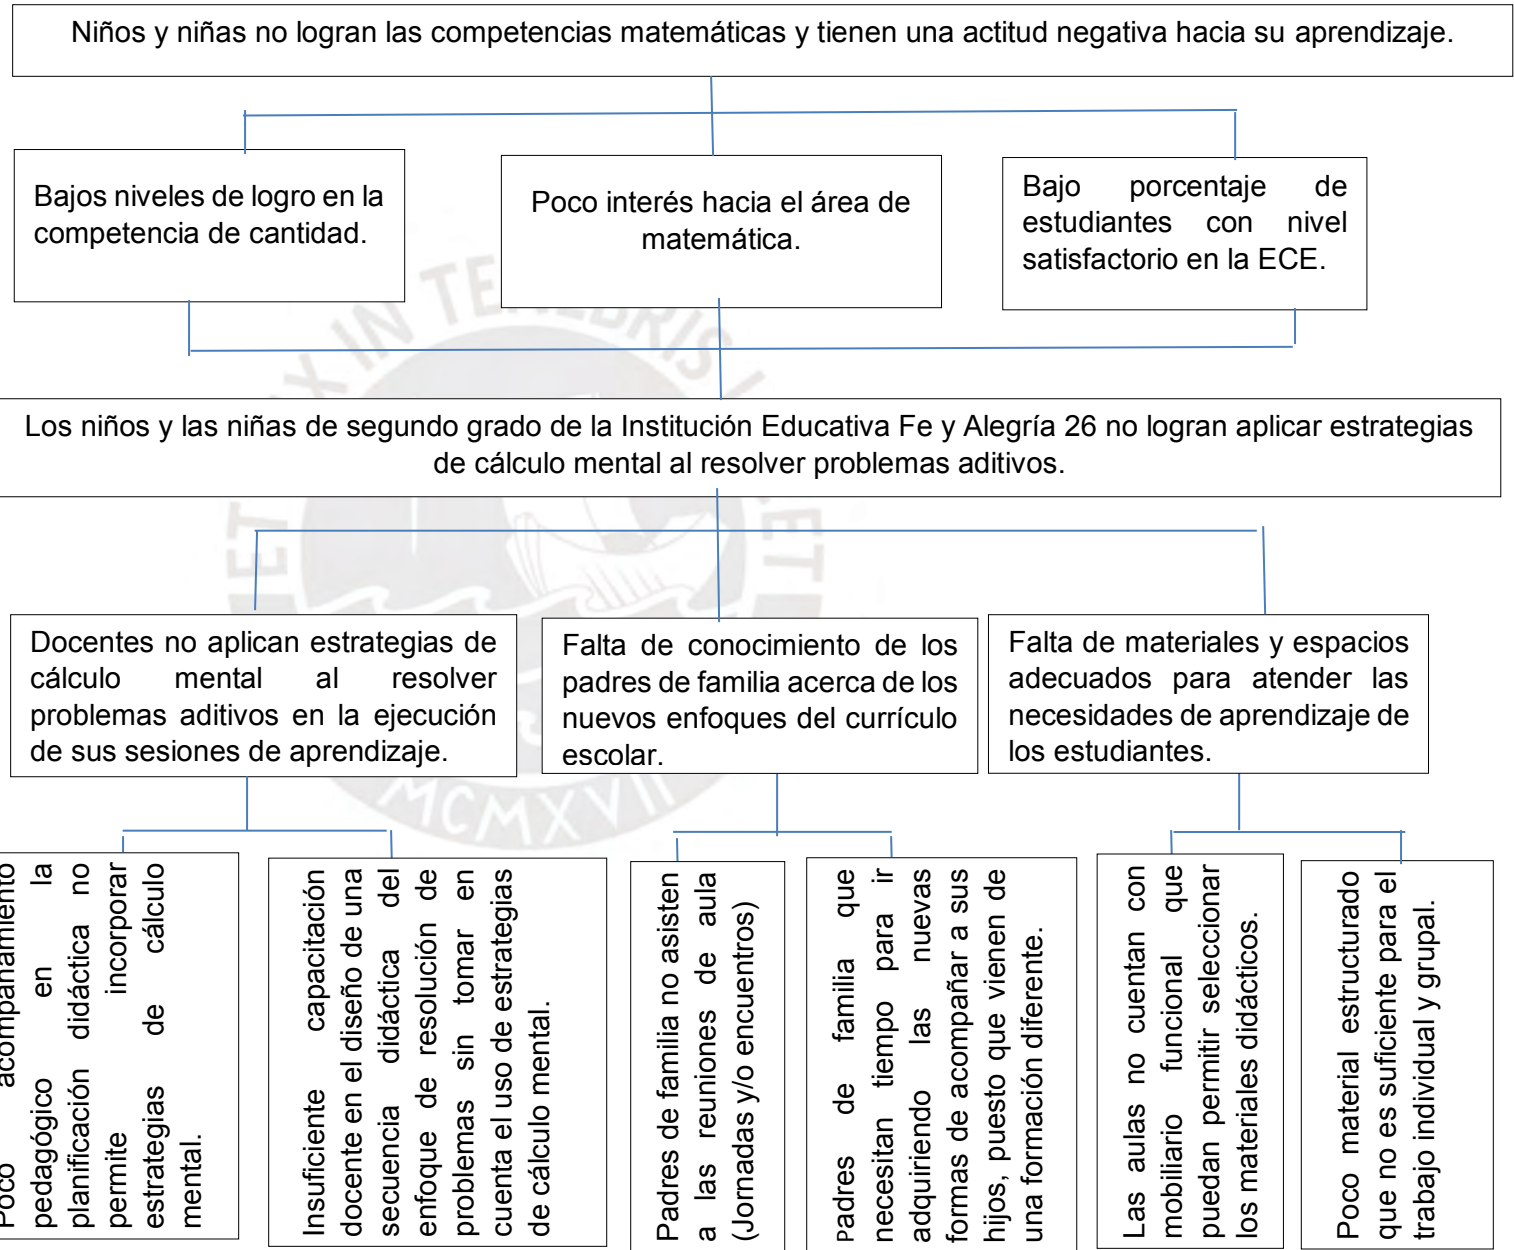 Niños y niñas no logran las competencias matemáticas y tienen una actitud negativa hacia su aprendizaje.
Bajos niveles de logro en la
competencia de cantidad.
Poco interés hacia el área de
matemática.
Bajo porcentaje de
estudiantes con nivel
satisfactorio en la ECE.
Los niños y las niñas de segundo grado de la Institución Educativa Fe y Alegría 26 no logran aplicar estrategias
de cálculo mental al resolver problemas aditivos.
Docentes no aplican estrategias de
cálculo mental al resolver
problemas aditivos en la ejecución
de sus sesiones de aprendizaje.
Falta de conocimiento de los
padres de familia acerca de los
nuevos enfoques del currículo
escolar.
Falta de materiales y espacios
adecuados para atender las
necesidades de aprendizaje de
los estudiantes.
Poco acompañamiento
pedagógico en la
planificación didáctica no
permite incorporar
estrategias de cálculo
mental.
Insuficiente capacitación
docente en el diseño de una
secuencia didáctica del
enfoque de resolución de
problemas sin tomar en
cuenta el uso de estrategias
de cálculo mental.
Padres de familia no asisten
a las reuniones de aula
(Jornadas y/o encuentros)
Padres de familia que
necesitan tiempo para ir
adquiriendo las nuevas
formas de acompañar a sus
hijos, puesto que vienen de
una formación diferente.
Las aulas no cuentan con
mobiliario funcional que
puedan permitir seleccionar
los materiales didácticos.
Poco material estructurado
que no es suficiente para el
trabajo individual y grupal.
IN TENEBRIS
ET
ET
MCMXVII